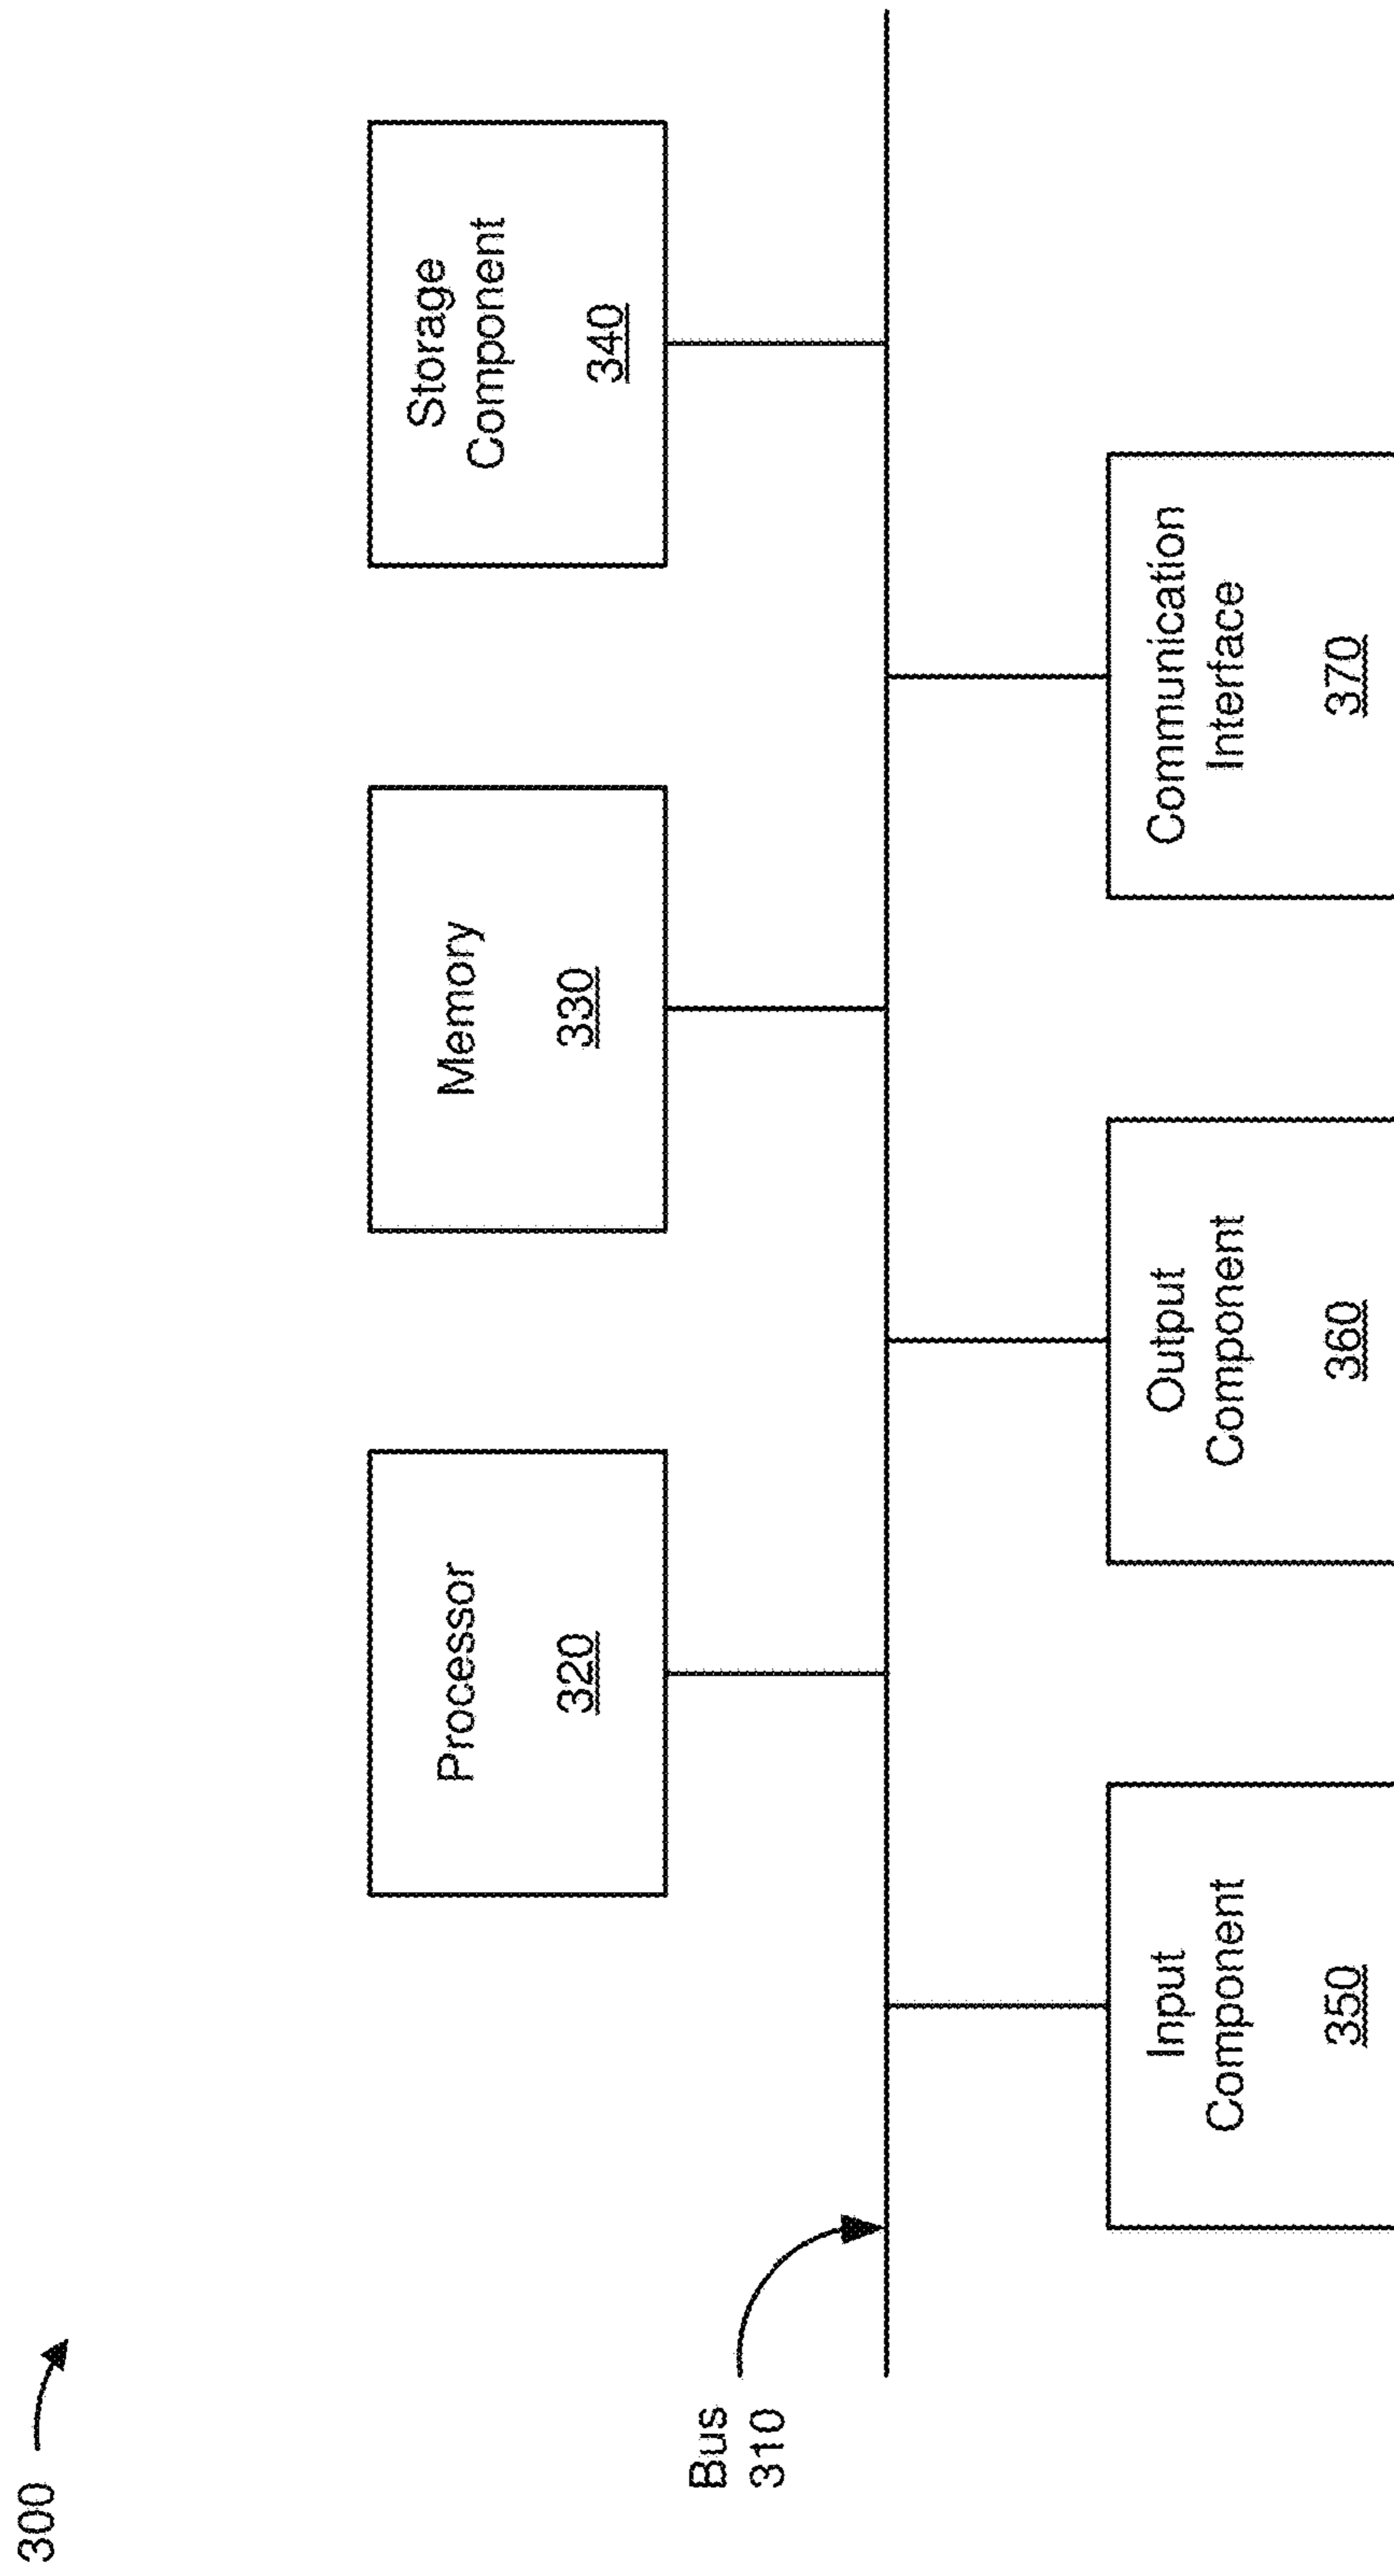 300
Bus
310
Processor
320
Memory
330
Storage
Component
340
Input
Component
350
Output
Component
360
Communication
Interface
370